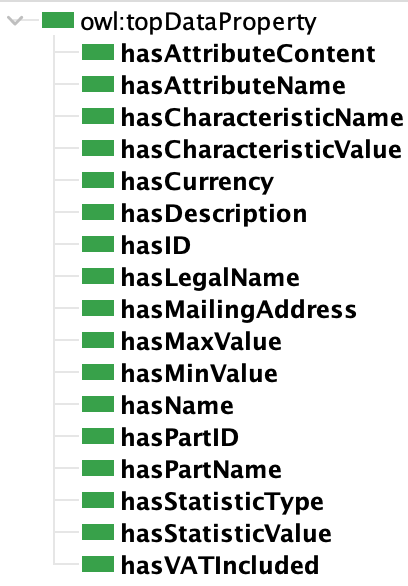 owl:topDataProperty
hasAttributeContent
hasAttributeName
hasCharacteristicName
hasCharacteristicValue
hasCurrency
hasDescription
hasID
hasLegalName
hasMailingAddress
hasMaxValue
hasMinValue
hasName
hasPartID
hasPartName
hasStatisticType
hasStatisticValue
hasVATIncluded